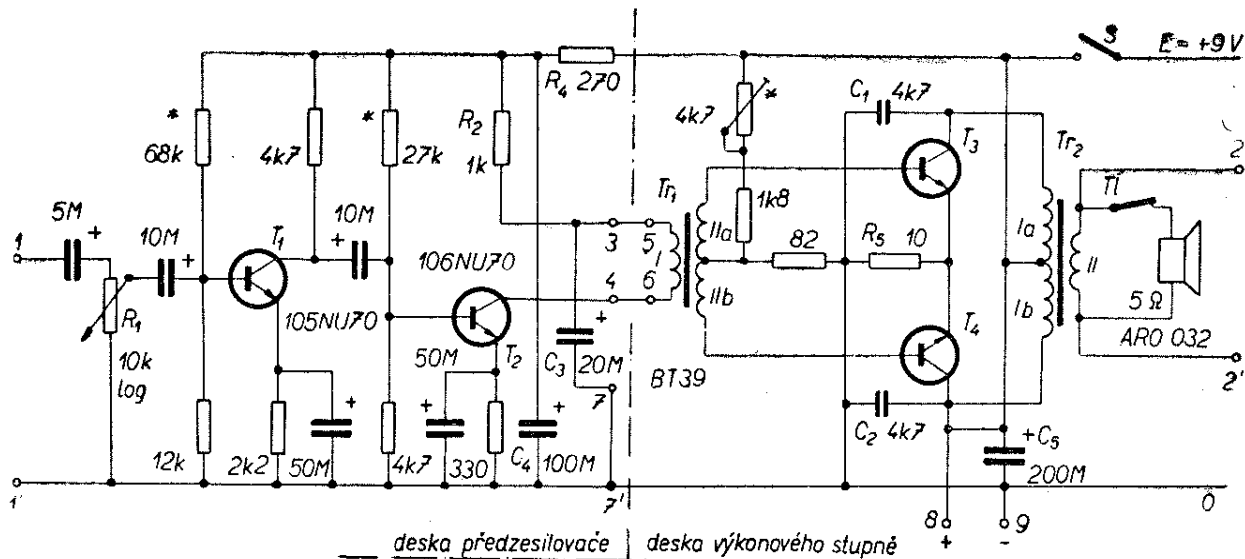 S
E = +9V
R4 270
*
68k
4k7
*
27k
R2
1k
4k7
*
C1
4k7
T3
Tr2
2
5M
+
10M
+
T1
10M
+
106NU70
3
5
4
6
Tr1
I
IIa
IIb
1k8
82
R5
10
Ia
Ib
II
Tl
5 Ω
ARO 032
2'
1
R1
10k
log
105NU70
50M
T2
C3
+
20M
7
BT39
T4
C2
4k7
12k
2k2
+
50M
4k7
+
330
C4
+
100M
+
C5
200M
1'
7'
8
+
9
-
0
deska předzesilovače
deska výkonového stupně